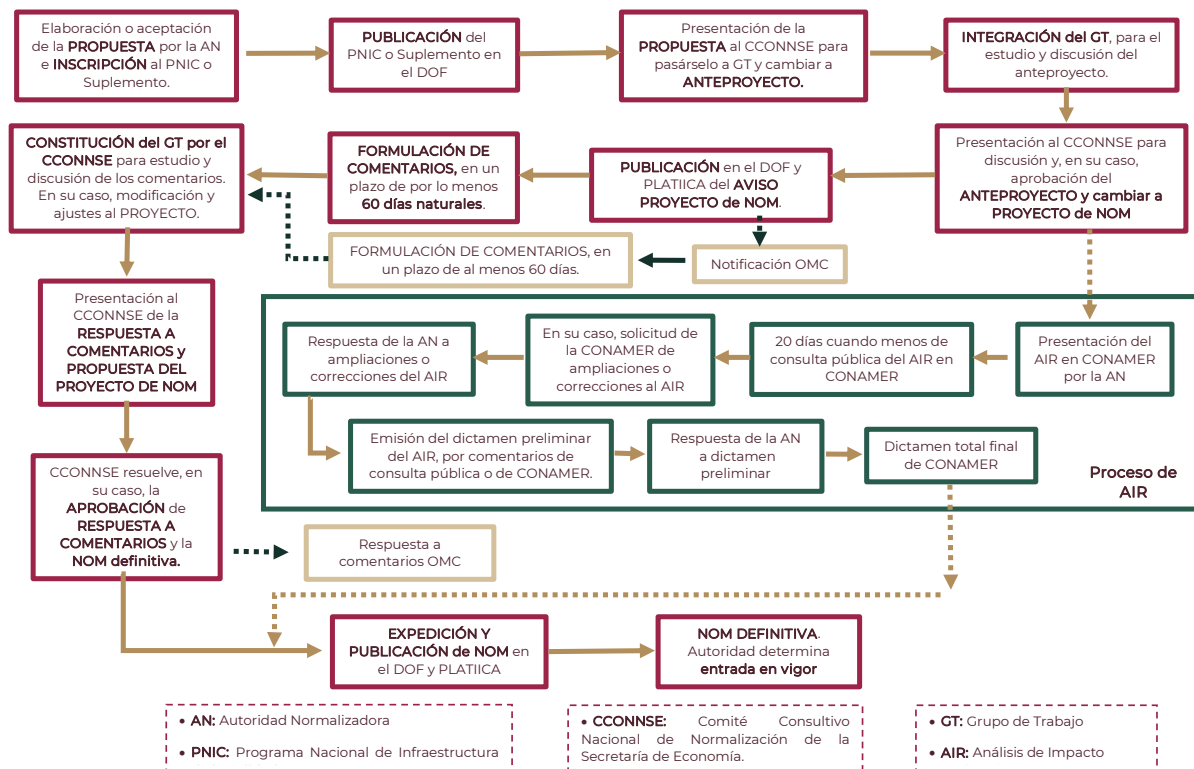 Elaboración o aceptación
de la PROPUESTA por la AN
e INSCRIPCIÓN al PNIC o
Suplemento.
PUBLICACIÓN del
PNIC o Suplemento en
el DOF
Presentación de la
PROPUESTA al CCONNSE para
pasárselo a GT y cambiar a
ANTEPROYECTO.
INTEGRACIÓN del GT, para el
estudio y discusión del
anteproyecto.
CONSTITUCIÓN del GT por el
CCONNSE para estudio y
discusión de los comentarios.
En su caso, modificación y
ajustes al PROYECTO.
FORMULACIÓN DE
COMENTARIOS, en un
plazo de por lo menos
60 días naturales.
PUBLICACIÓN en el DOF y
PLATIICA del AVISO
PROYECTO de NOM.
Presentación al CCONNSE para
discusión y, en su caso,
aprobación del
ANTEPROYECTO y cambiar a
PROYECTO de NOM
FORMULACIÓN DE COMENTARIOS, en
un plazo de al menos 60 días.
Notificación OMC
Presentación al
CCONNSE de la
RESPUESTA A
COMENTARIOS y
PROPUESTA DEL
PROYECTO DE NOM
Respuesta de la AN a
ampliaciones o
correcciones del AIR
En su caso, solicitud de
la CONAMER de
ampliaciones o
correcciones al AIR
20 días cuando menos de
consulta pública del AIR en
CONAMER
Presentación del
AIR en CONAMER
por la AN
Emisión del dictamen preliminar
del AIR, por comentarios de
consulta pública o de CONAMER.
Respuesta de la AN
a dictamen
preliminar
Dictamen total final
de CONAMER
Proceso de
AIR
CCONNSE resuelve, en
su caso, la
APROBACIÓN de
RESPUESTA A
COMENTARIOS y la
NOM definitiva.
Respuesta a
comentarios OMC
EXPEDICIÓN Y
PUBLICACIÓN de NOM en
el DOF y PLATIICA
NOM DEFINITIVA.
Autoridad determina
entrada en vigor
• AN: Autoridad Normalizadora
• PNIC: Programa Nacional de Infraestructura
• CCONNSE: Comité Consultivo
Nacional de Normalización de la
Secretaría de Economía.
• GT: Grupo de Trabajo
• AIR: Análisis de Impacto